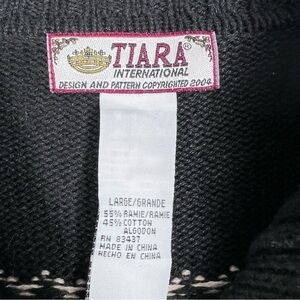 TIARA®
INTERNATIONAL
DESIGN AND PATTERN COPYRIGHTED 2004
LARGE/GRANDE
55% RAMIE/RAMIE
45% COTTON
ALGODON
RN 83437
MADE IN CHINA
HECHO EN CHINA